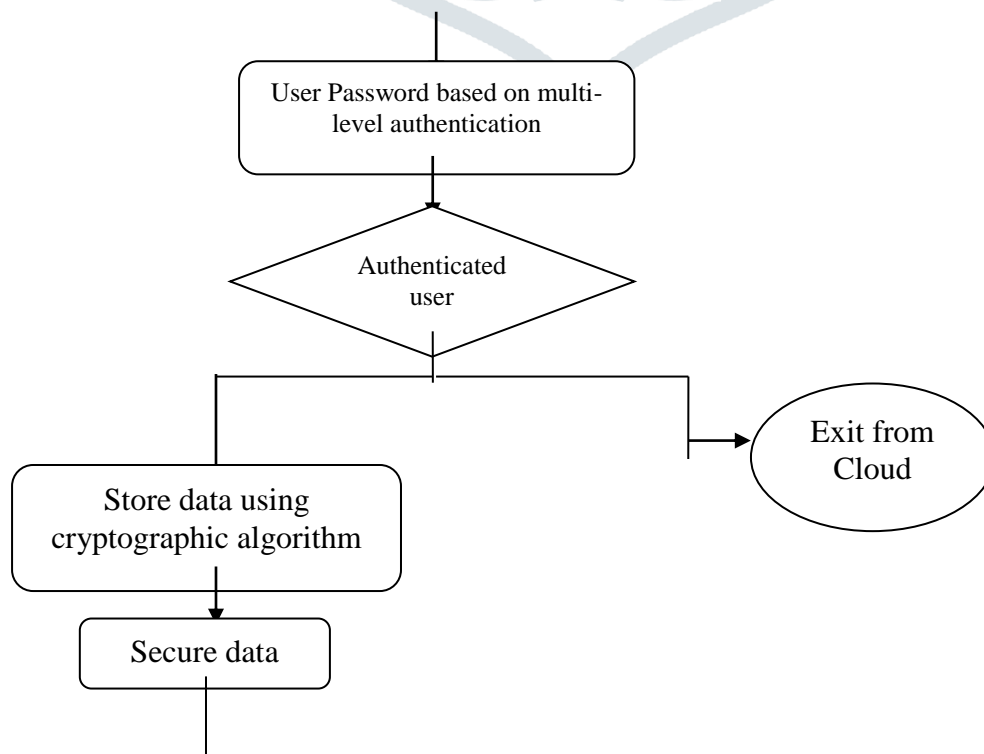 User Password based on multi-
level authentication
Authenticated
user
Exit from
Cloud
Store data using
cryptographic algorithm
Secure data